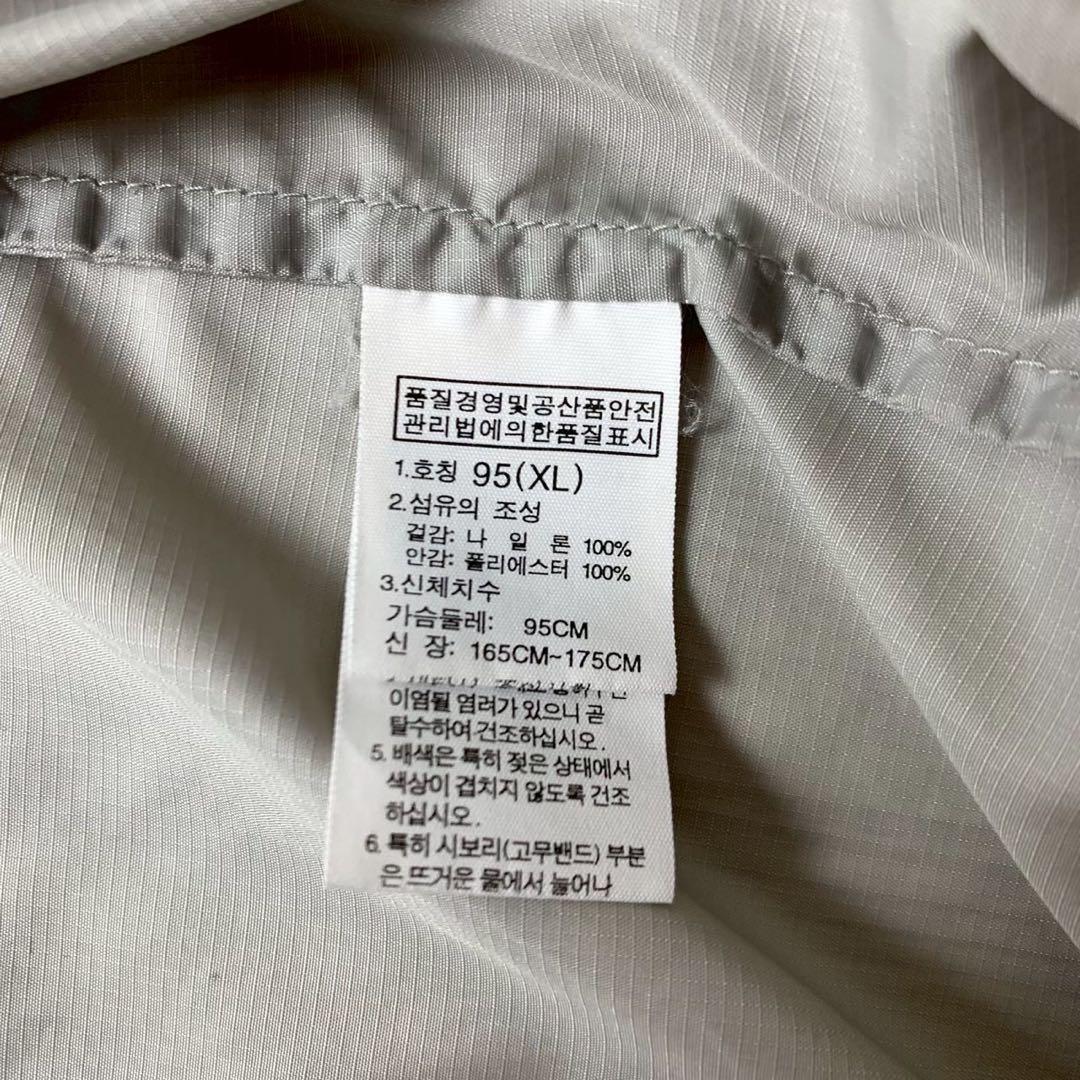 품질경영및공산품안전
관리법에의한품질표시
1.호칭 95(XL)
2.섬유의 조성
겉감: 나 일 론 100%
안감: 폴리에스터 100%
3.신체치수
가슴둘레: 95CM
신 장: 165CM~175CM
이염될 염려가 있으니 곧
탈수하여 건조하십시오.
5. 배색은 특히 젖은 상태에서
색상이 겹치지 않도록 건조
하십시오.
6. 특히 시보리(고무밴드) 부분
은 뜨거운 물에서 늘어나